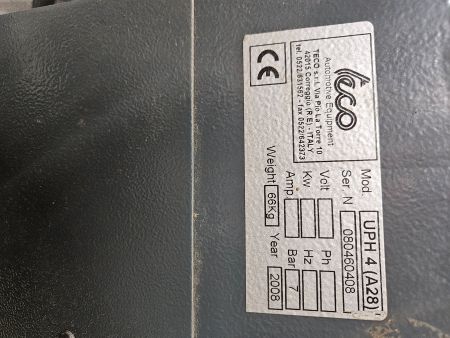 Teco
Automotive Equipment
TECO s.r.l. Via Pio La Torre 10
42015 Correggio (R.E) - ITALY
tel. 0522/631562 - fax 0522/642373
CE
Mod. UPH 4 (A28)
Ser. N 080460408
Volt Ph
Kw Hz
Amp Bar 7
Weight 66Kg Year 2008